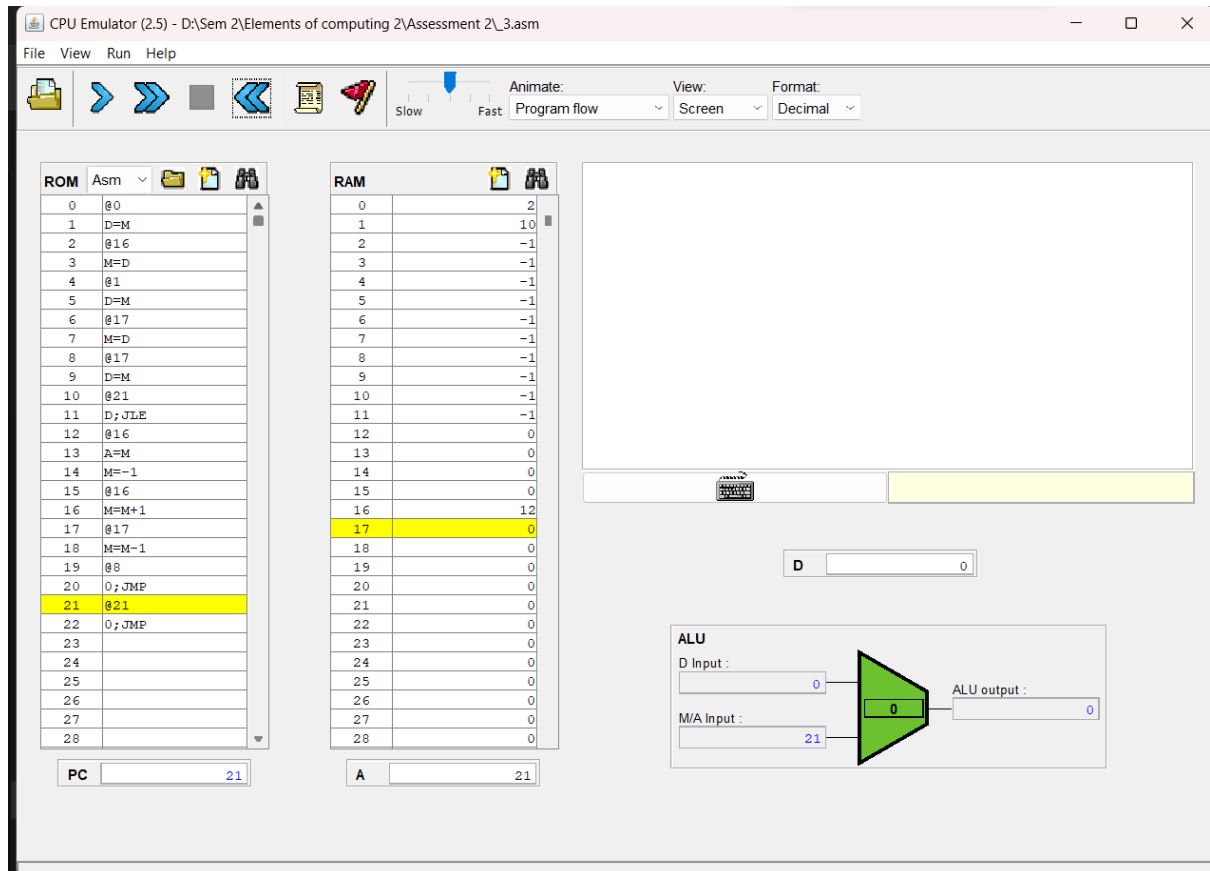 CPU Emulator (2.5) - D:\Sem 2\Elements of computing 2\Assessment 2\_3.asm
File View Run Help
Animate: View: Format:
Slow Fast Program flow Screen Decimal
ROM Asm RAM
0 @0 0 2
1 D=M 1 10
2 @16 2 -1
3 M=D 3 -1
4 @1 4 -1
5 D=M 5 -1
6 @17 6 -1
7 M=D 7 -1
8 @17 8 -1
9 D=M 9 -1
10 @21 10 -1
11 D;JLE 11 -1
12 @16 12 0
13 A=M 13 0
14 M=-1 14 0
15 @16 15 0
16 M=M+1 16 12
17 @17 17 0
18 M=M-1 18 0
19 @8 19 0
20 0;JMP 20 0
21 @21 21 0
22 0;JMP 22 0
23 23 0
24 24 0
25 25 0
26 26 0
27 27 0
28 28 0
PC 21 A 21
D 0
ALU
D Input :
0
ALU output :
0 0
M/A Input :
21